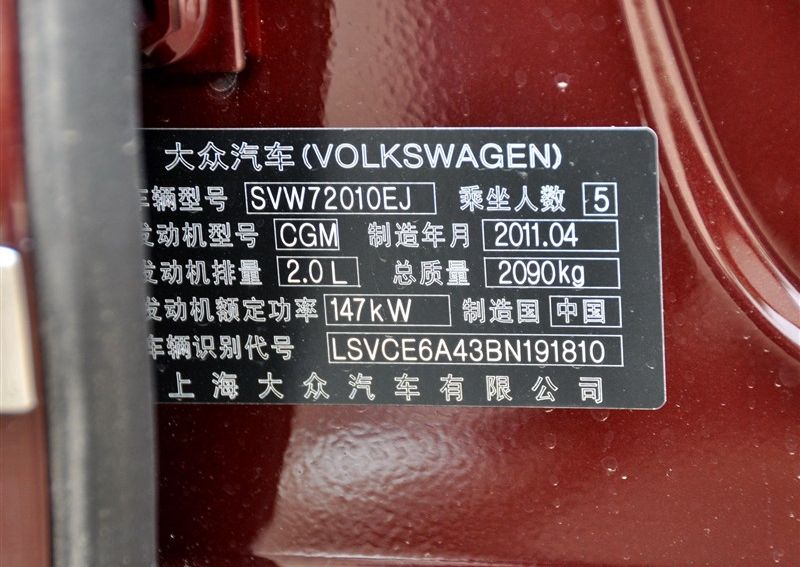 大众汽车(VOLKSWAGEN)
车辆型号 SVW72010EJ 乘坐人数 5
发动机型号 CGM 制造年月 2011.04
发动机排量 2.0L 总质量 2090kg
发动机额定功率 147kW 制造国 中国
车辆识别代号 LSVCE6A43BN191810
上海大众汽车有限公司